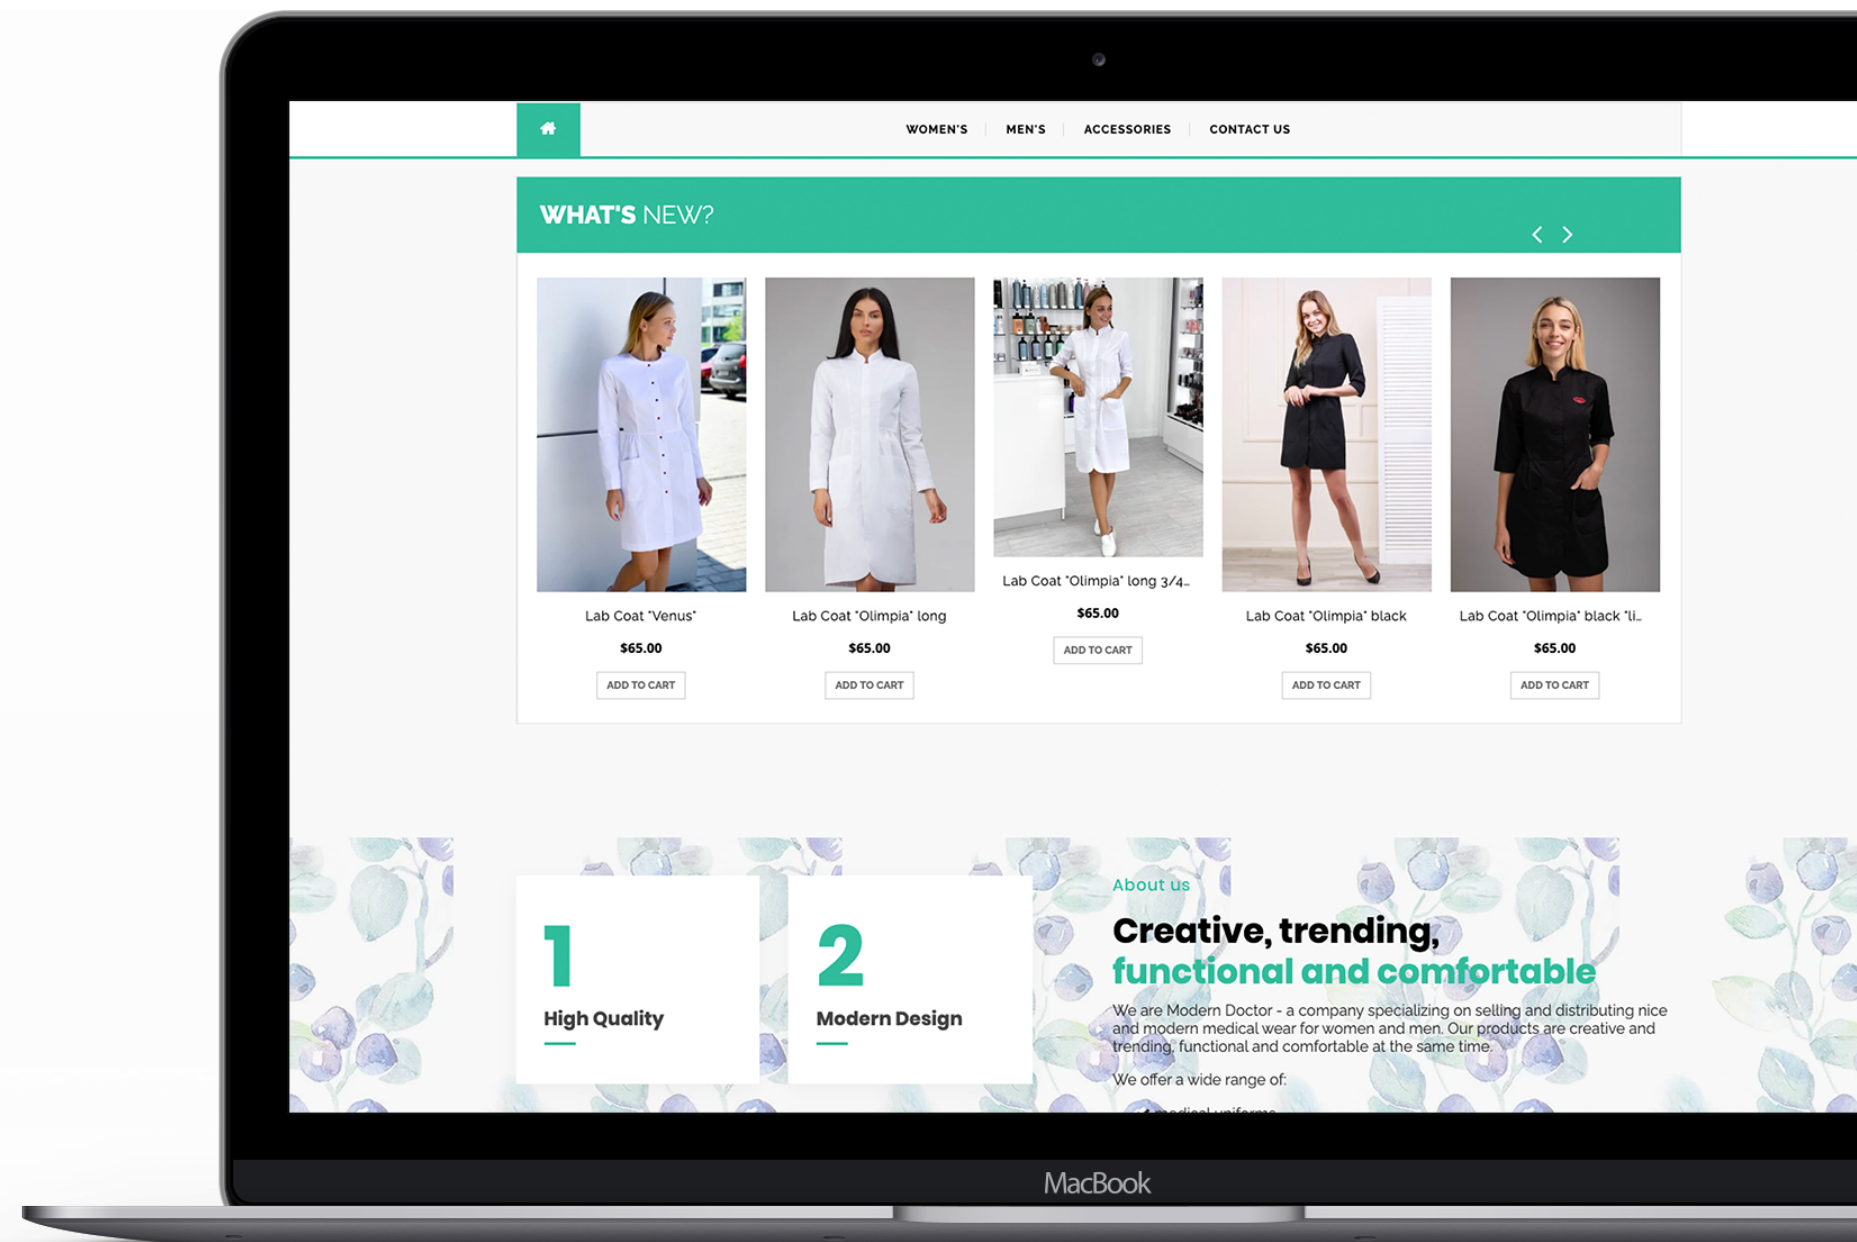 WOMEN'S
MEN'S
ACCESSORIES
CONTACT US
WHAT'S NEW?
Lab Coat "Venus"
$65.00
ADD TO CART
Lab Coat "Olimpia" long
$65.00
ADD TO CART
Lab Coat "Olimpia" long 3/4...
$65.00
ADD TO CART
Lab Coat "Olimpia" black
$65.00
ADD TO CART
Lab Coat "Olimpia" black "li...
$65.00
ADD TO CART
1
High Quality
2
Modern Design
About us
Creative, trending,
functional and comfortable
We are Modern Doctor - a company specializing on selling and distributing nice
and modern medical wear for women and men. Our products are creative and
trending, functional and comfortable at the same time.
We offer a wide range of:
medical uniforms
MacBook